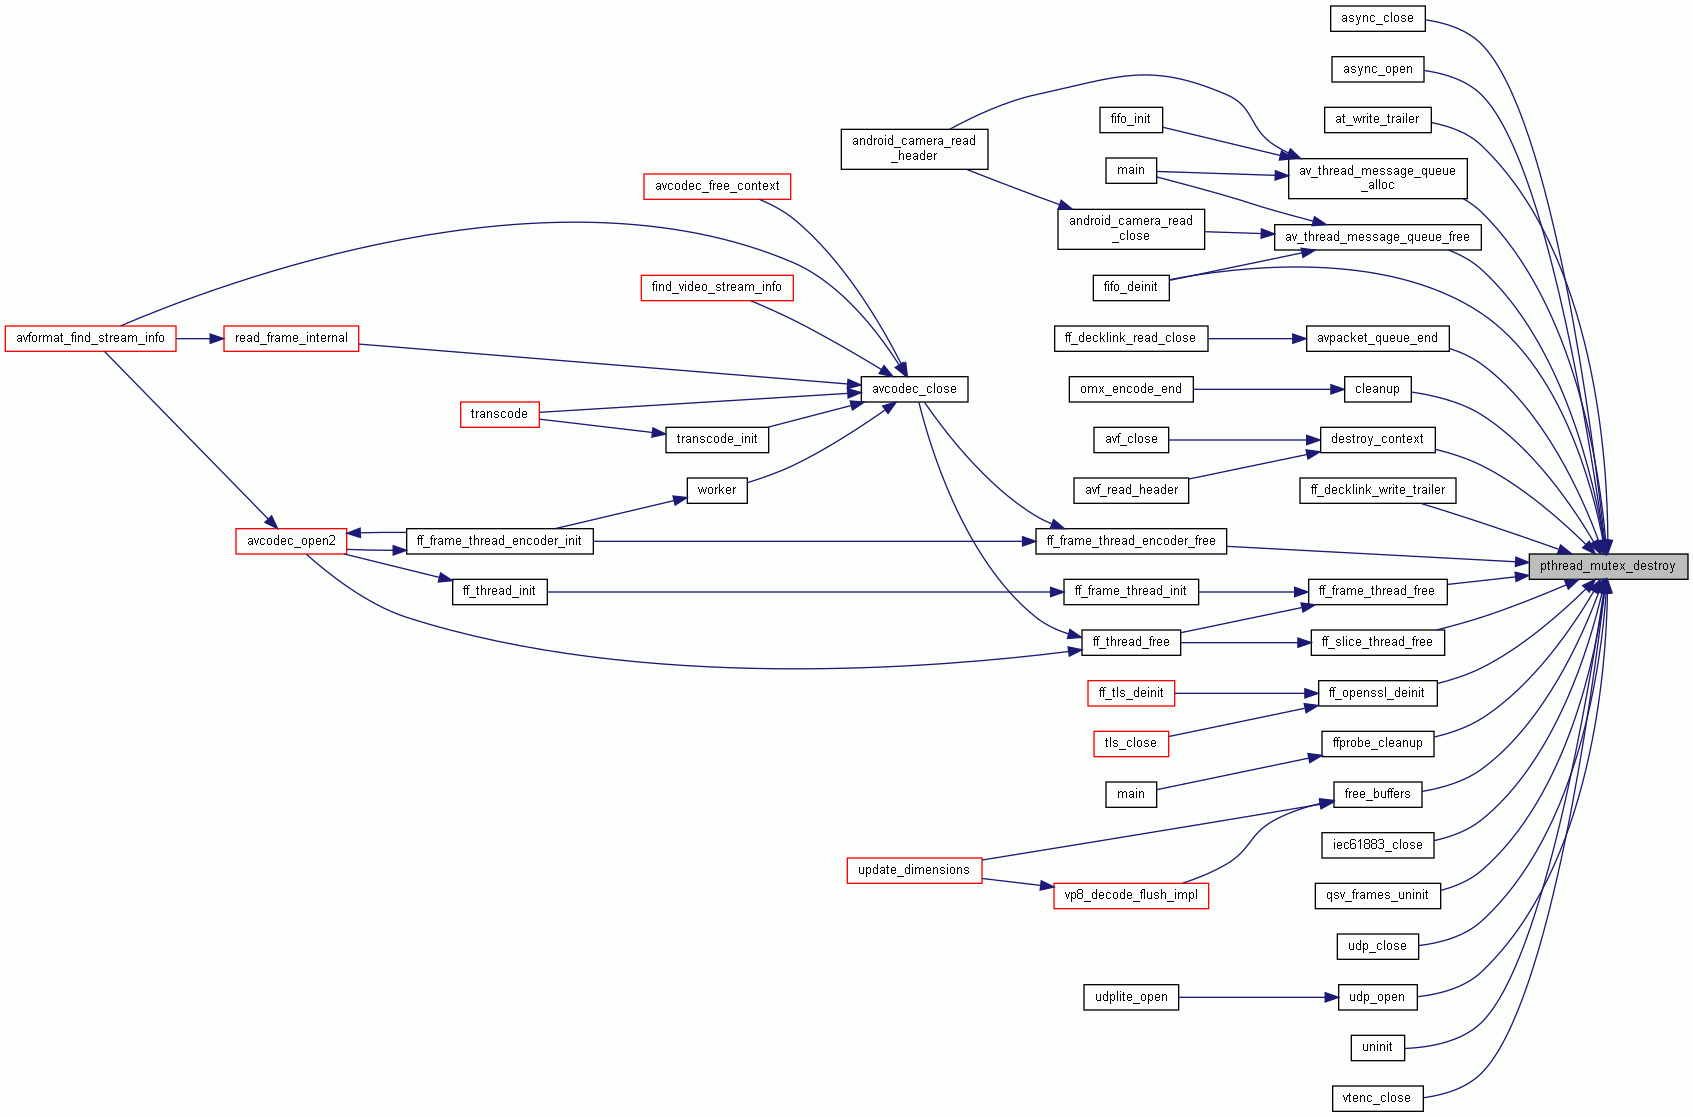 async_close
async_open
at_write_trailer
fifo_init
android_camera_read
_header
main
av_thread_message_queue
_alloc
avcodec_free_context
android_camera_read
_close
av_thread_message_queue_free
find_video_stream_info
fifo_deinit
avformat_find_stream_info
read_frame_internal
ff_decklink_read_close
avpacket_queue_end
avcodec_close
omx_encode_end
cleanup
transcode
transcode_init
avf_close
destroy_context
worker
avf_read_header
ff_decklink_write_trailer
avcodec_open2
ff_frame_thread_encoder_init
ff_frame_thread_encoder_free
pthread_mutex_destroy
ff_thread_init
ff_frame_thread_init
ff_frame_thread_free
ff_thread_free
ff_slice_thread_free
ff_tls_deinit
ff_openssl_deinit
tls_close
ffprobe_cleanup
main
free_buffers
iec61883_close
update_dimensions
vp8_decode_flush_impl
qsv_frames_uninit
udp_close
udplite_open
udp_open
uninit
vtenc_close